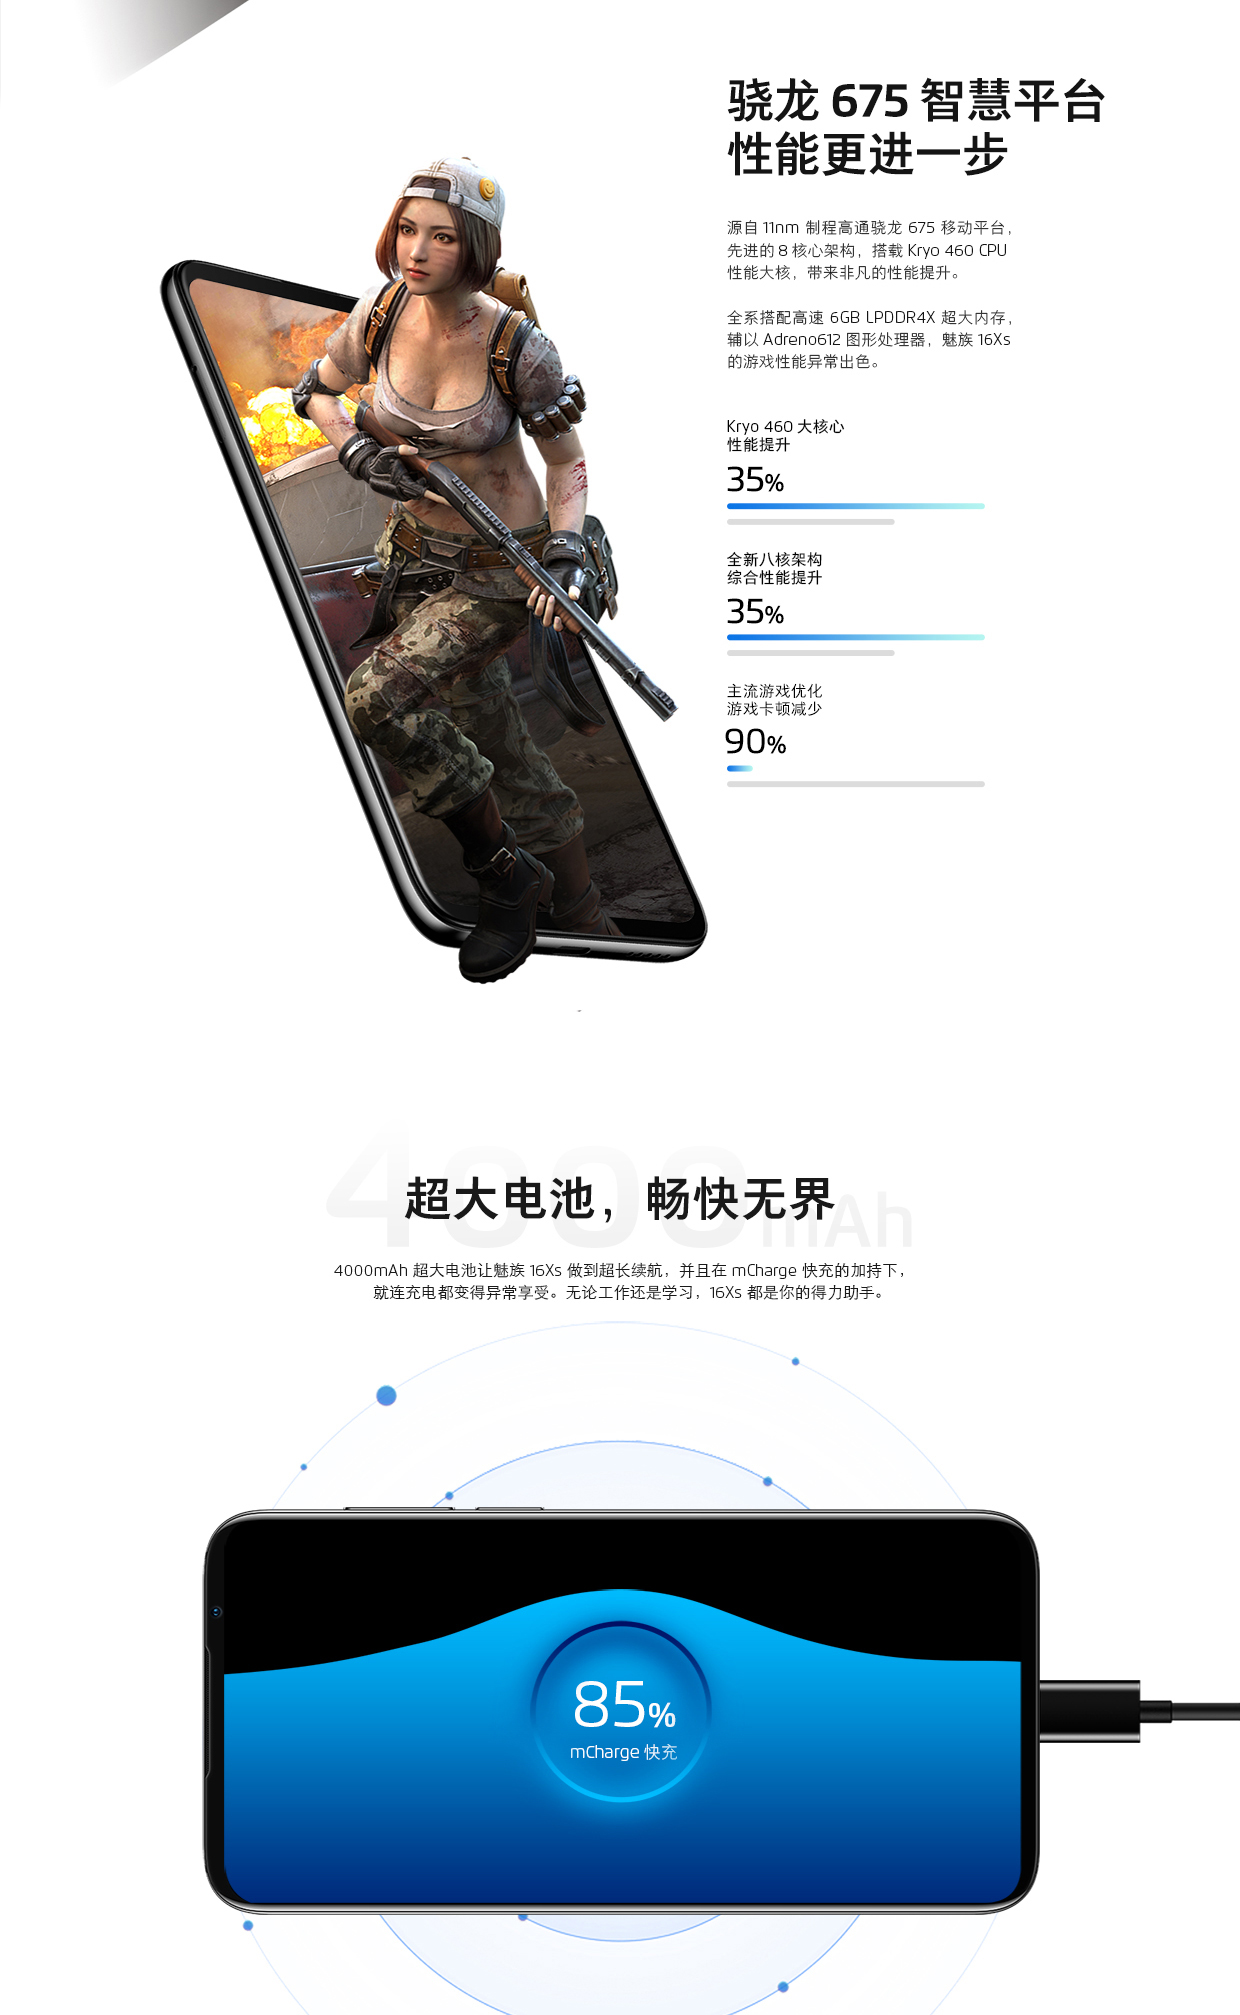 骁龙 675 智慧平台
性能更进一步
源自 11nm 制程高通骁龙 675 移动平台，
先进的 8 核心架构，搭载 Kryo 460 CPU
性能大核，带来非凡的性能提升。
全系搭配高速 6GB LPDDR4X 超大内存，
辅以 Adreno612 图形处理器，魅族 16Xs
的游戏性能异常出色。
Kryo 460 大核心
性能提升
35%
全新八核架构
综合性能提升
35%
主流游戏优化
游戏卡顿减少
90%
4000mAh
超大电池，畅快无界
4000mAh 超大电池让魅族 16Xs 做到超长续航，并且在 mCharge 快充的加持下，
就连充电都变得异常享受。无论工作还是学习，16Xs 都是你的得力助手。
85%
mCharge 快充